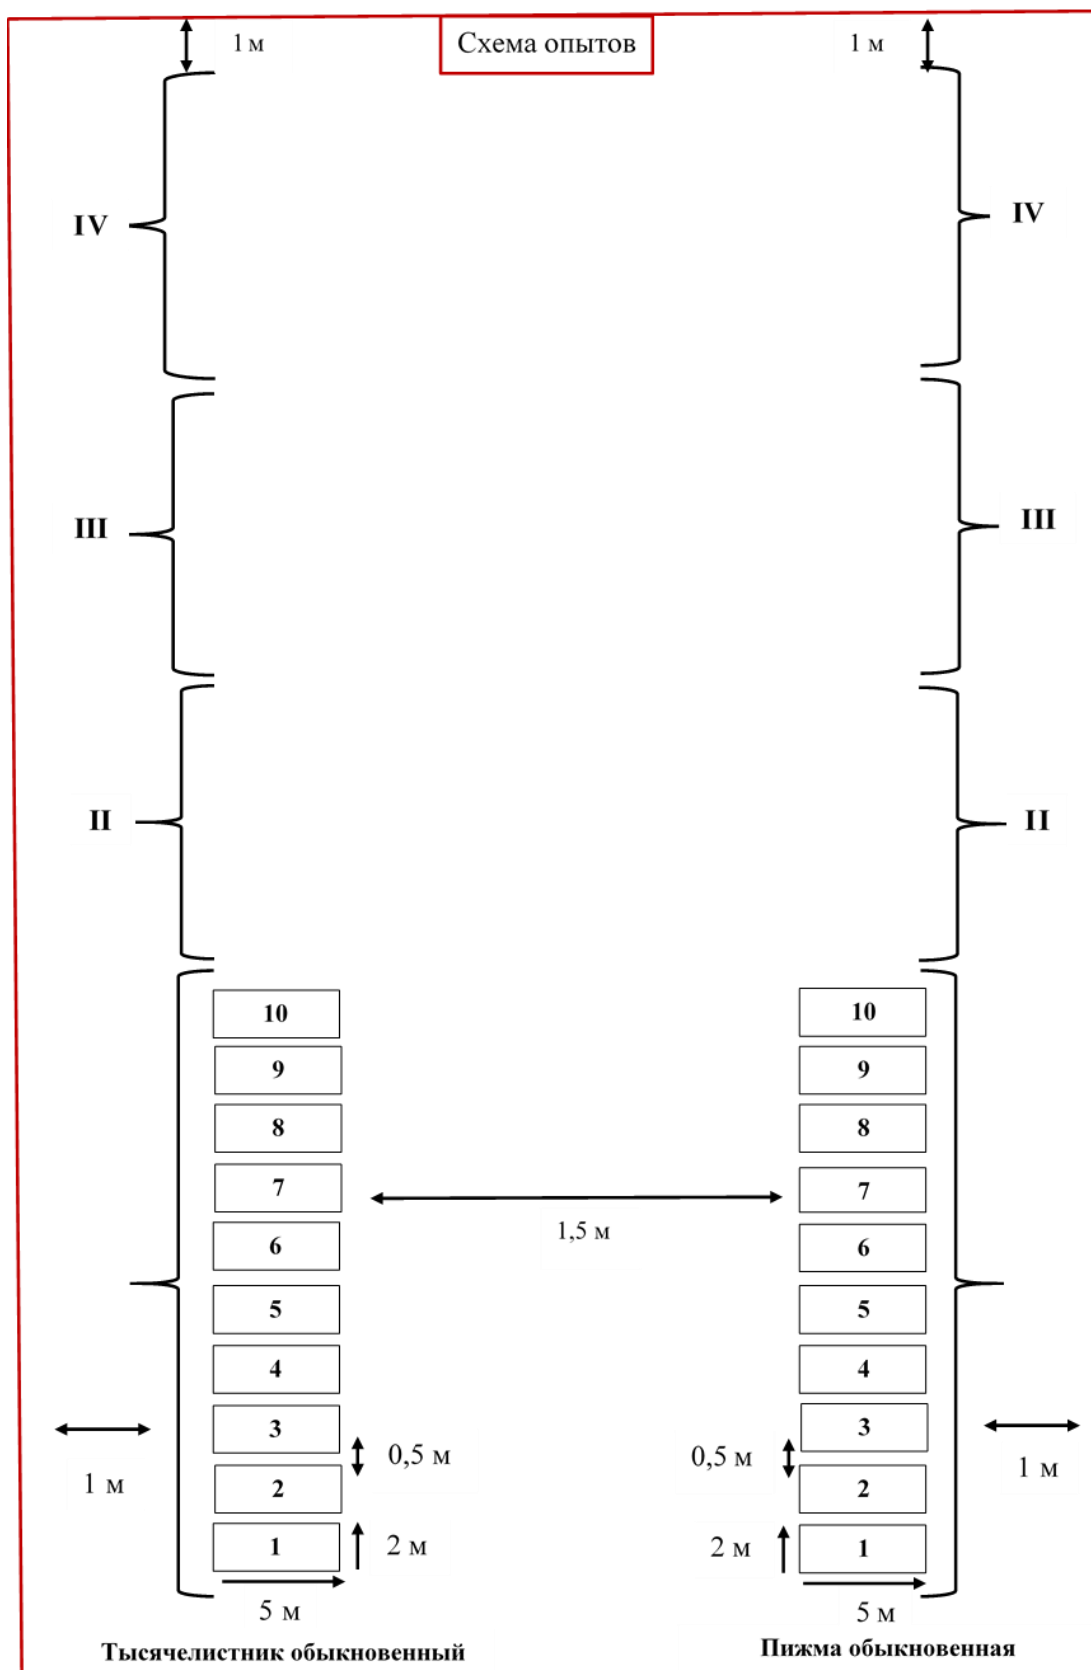 1 м Схема опытов 1 м
IV IV
III III
II II
10 10
9 9
8 8
7 7
1,5 м
6 6
5 5
4 4
3 3
0,5 м 0,5 м
1 м 1 м
2 2
1 2 м 2 м 1
5 м 5 м
Тысячелистник обыкновенный Пижма обыкновенная